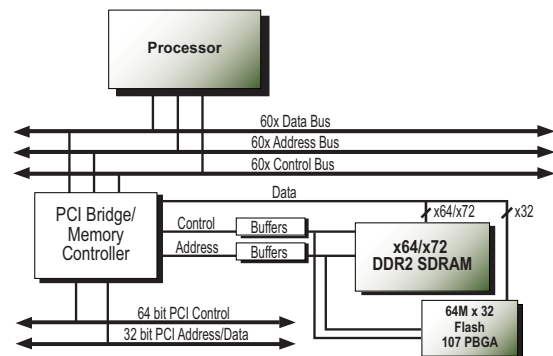 Processor
60x Data Bus
60x Address Bus
60x Control Bus
Data
PCI Bridge/
Memory
Controller
Control
Buffers
Address
Buffers
x64/x72
x32
x64/x72
DDR2 SDRAM
64M x 32
Flash
107 PBGA
64 bit PCI Control
32 bit PCI Address/Data